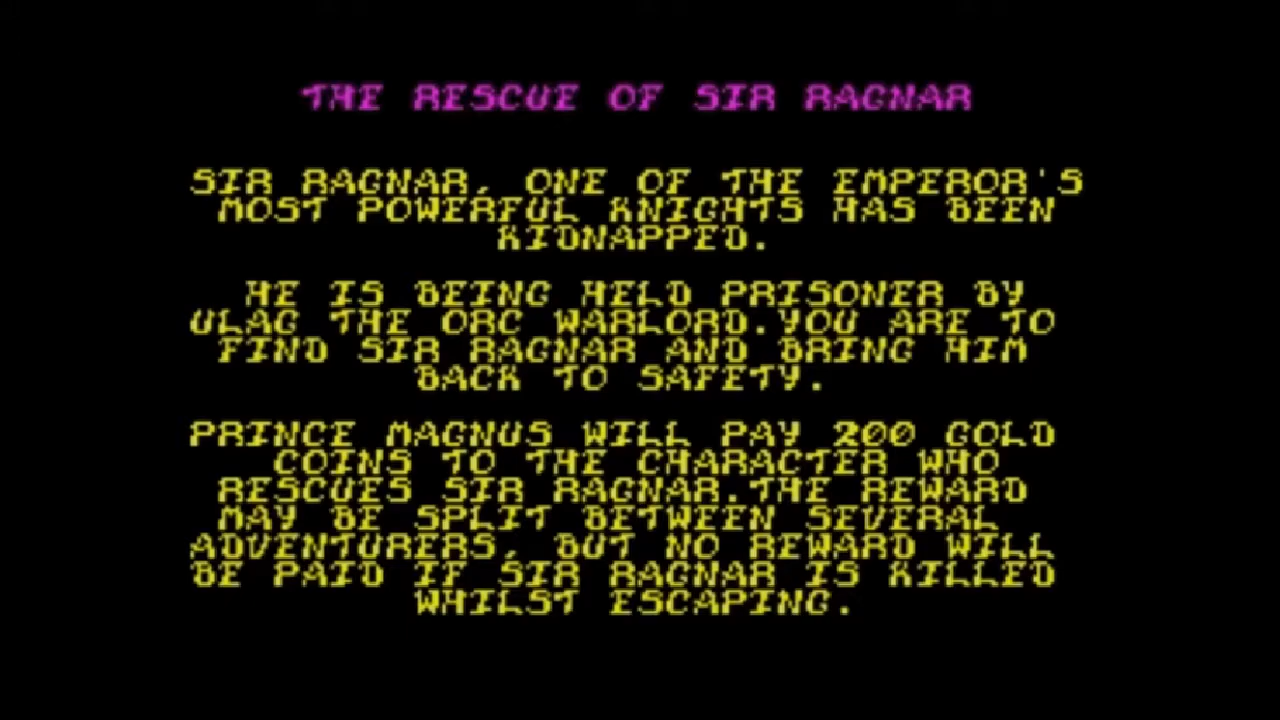 THE RESCUE OF SIR RAGNAR
SIR RAGNAR, ONE OF THE EMPEROR'S
MOST POWERFUL KNIGHTS HAS BEEN
KIDNAPPED.
HE IS BEING HELD PRISONER BY
ULAG THE ORC WARLORD.YOU ARE TO
FIND SIR RAGNAR AND BRING HIM
BACK TO SAFETY.
PRINCE MAGNUS WILL PAY 200 GOLD
COINS TO THE CHARACTER WHO
RESCUES SIR RAGNAR.THE REWARD
MAY BE SPLIT BETWEEN SEVERAL
ADVENTURERS, BUT NO REWARD WILL
BE PAID IF SIR RAGNAR IS KILLED
WHILST ESCAPING.